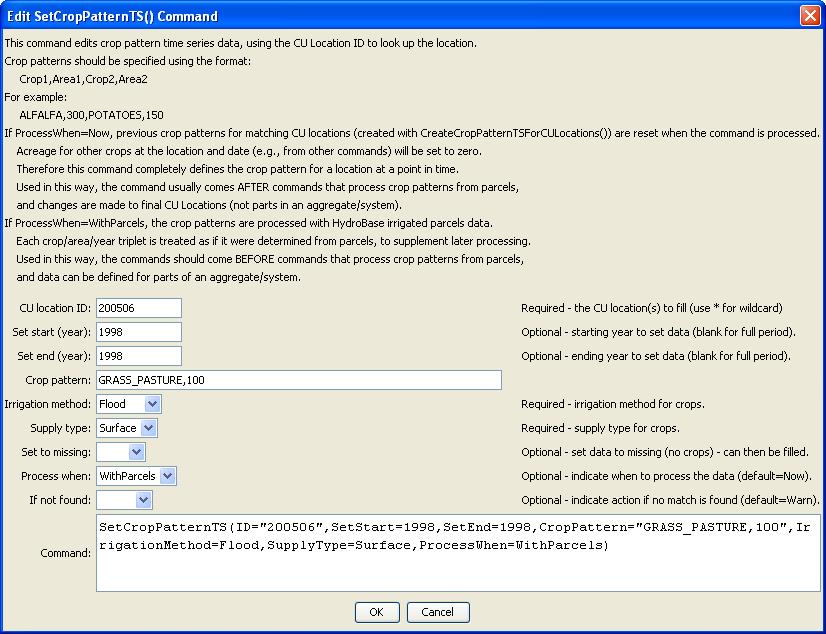 Edit SetCropPatternTS() Command
This command edits crop pattern time series data, using the CU Location ID to look up the location.
Crop patterns should be specified using the format:
Crop1,Area1,Crop2,Area2
For example:
ALFALFA,300,POTATOES,150
If ProcessWhen=Now, previous crop patterns for matching CU locations (created with CreateCropPatternTSForCULocations()) are reset when the command is processed.
Acreage for other crops at the location and date (e.g., from other commands) will be set to zero.
Therefore this command completely defines the crop pattern for a location at a point in time.
Used in this way, the command usually comes AFTER commands that process crop patterns from parcels,
and changes are made to final CU Locations (not parts in an aggregate/system).
If ProcessWhen=WithParcels, the crop patterns are processed with HydroBase irrigated parcels data.
Each crop/area/year triplet is treated as if it were determined from parcels, to supplement later processing.
Used in this way, the commands should come BEFORE commands that process crop patterns from parcels,
and data can be defined for parts of an aggregate/system.
CU location ID: 200506 Required - the CU location(s) to fill (use * for wildcard)
Set start (year): 1998 Optional - starting year to set data (blank for full period).
Set end (year): 1998 Optional - ending year to set data (blank for full period).
Crop pattern: GRASS_PASTURE,100
Irrigation method: Flood Required - irrigation method for crops.
Supply type: Surface Required - supply type for crops.
Set to missing: Optional - set data to missing (no crops) - can then be filled.
Process when: WithParcels Optional - indicate when to process the data (default=Now).
If not found: Optional - indicate action if no match is found (default=Warn).
Command: SetCropPatternTS(ID="200506",SetStart=1998,SetEnd=1998,CropPattern="GRASS_PASTURE,100",Ir
rigationMethod=Flood,SupplyType=Surface,ProcessWhen=WithParcels)
OK Cancel